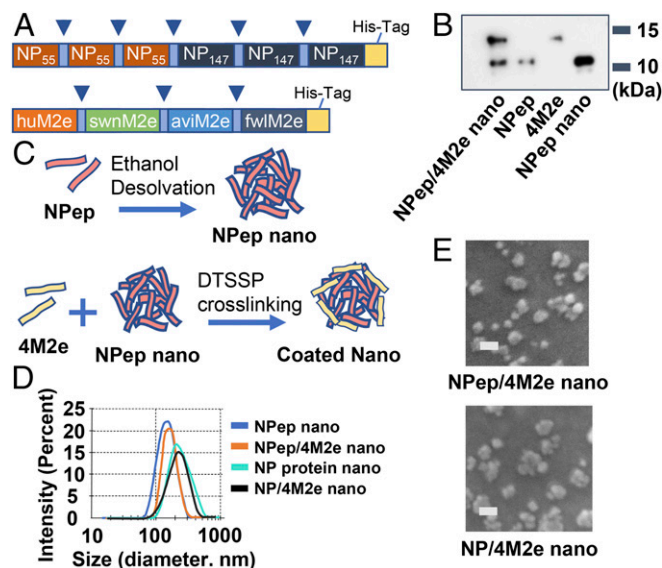 A
His-Tag
NP55 NP55 NP55 NP147 NP147 NP147
His-Tag
huM2e swnM2e aviM2e fwlM2e
B
15
10
(kDa)
NPep/4M2e nano
NPep
4M2e
NPep nano
C
Ethanol
Desolvation
NPep
NPep nano
DTSSP
crosslinking
4M2e
NPep nano
Coated Nano
D
Intensity (Percent)
25
20
15
10
5
0
10 100 1000
Size (diameter. nm)
NPep nano
NPep/4M2e nano
NP protein nano
NP/4M2e nano
E
NPep/4M2e nano
NP/4M2e nano